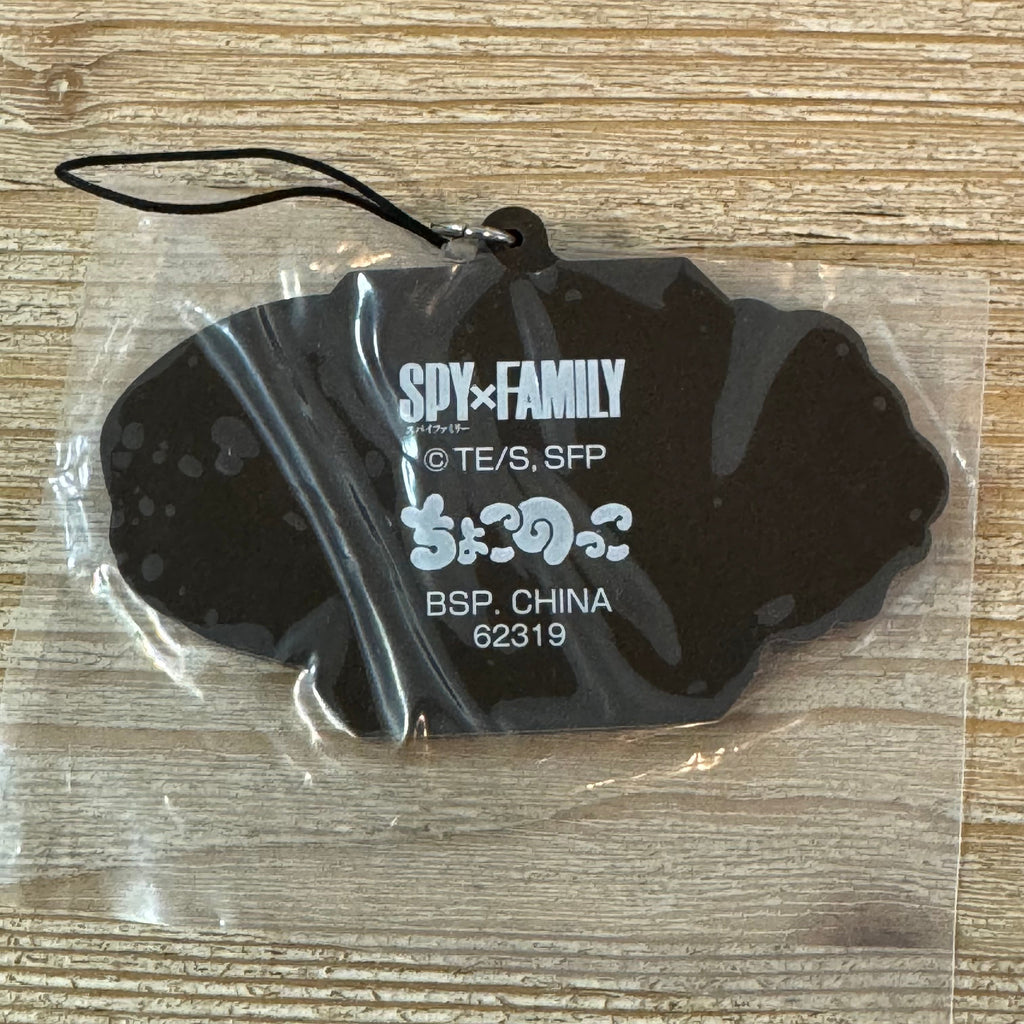 SPY×FAMILY
スパイファミリー
© TE/S, SFP
ちょこのっこ
BSP. CHINA
62319